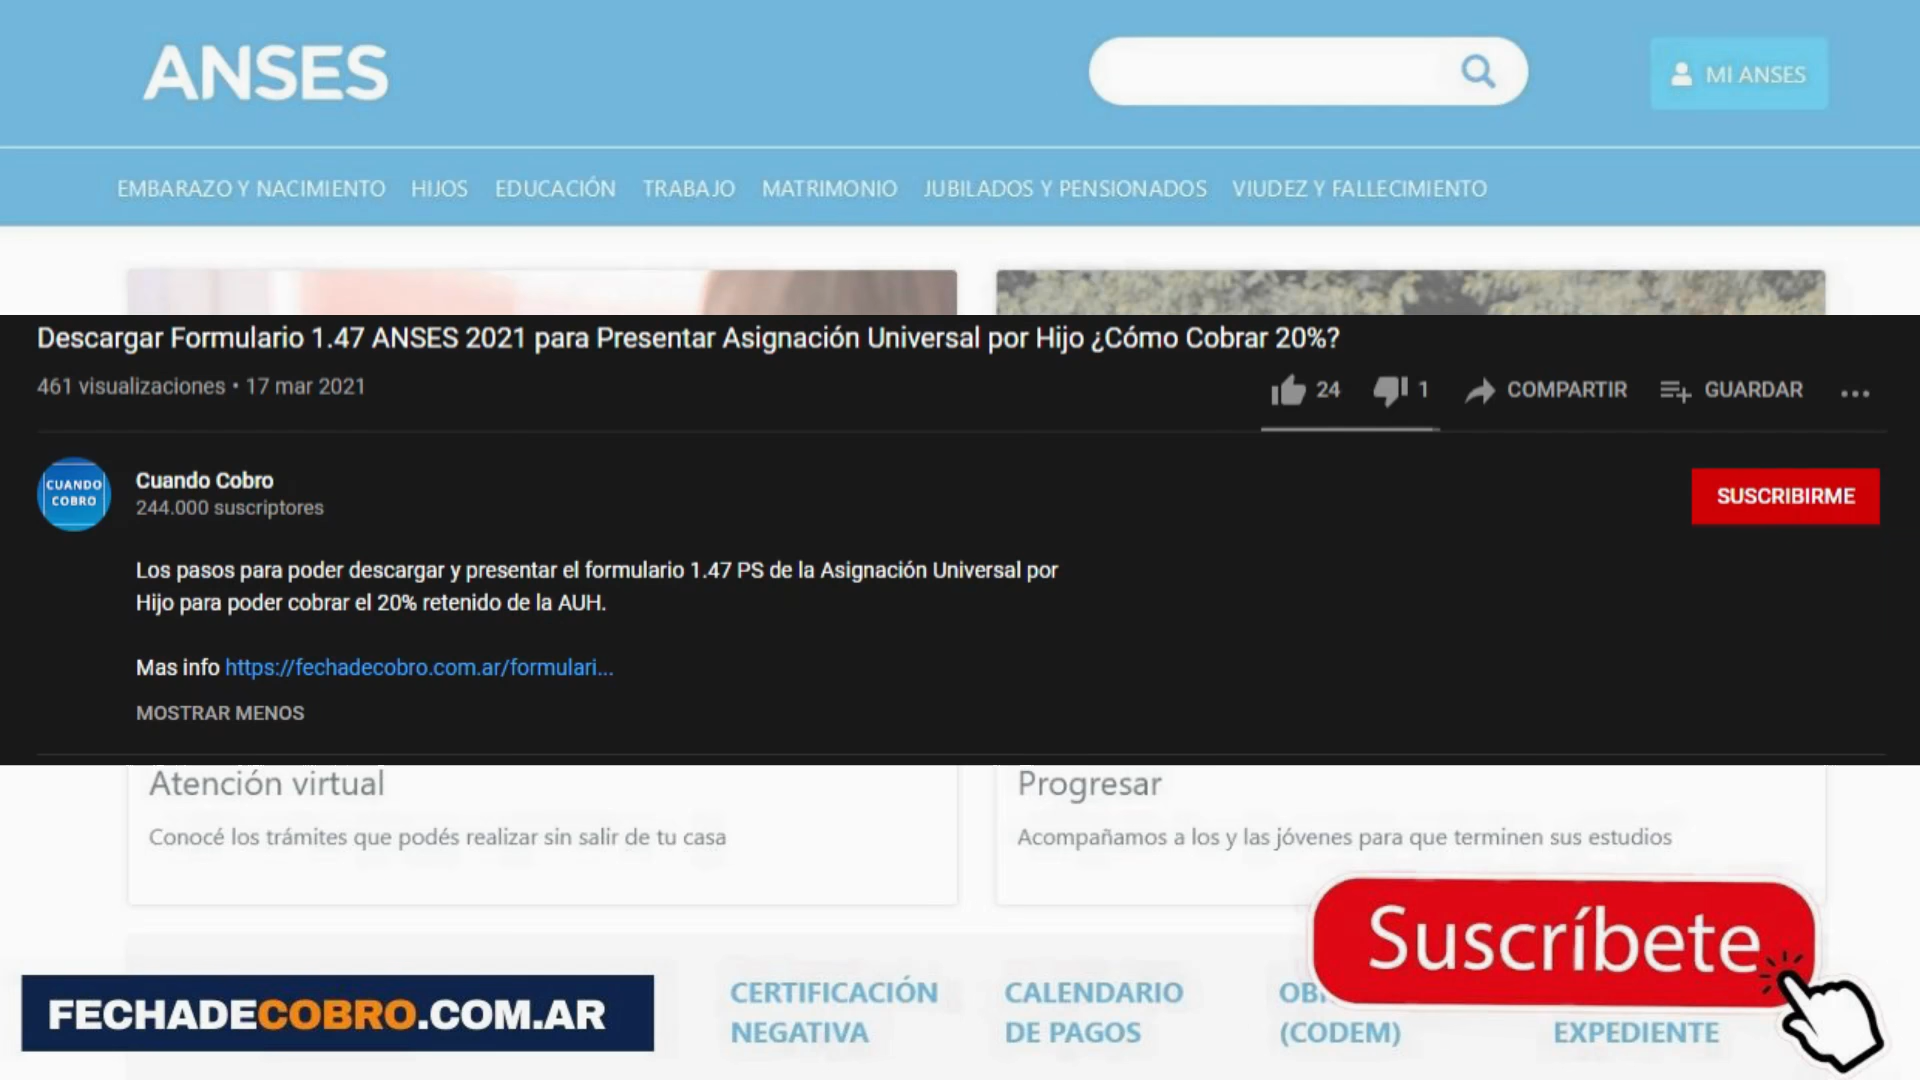 ANSES
MI ANSES
EMBARAZO Y NACIMIENTO HIJOS EDUCACIÓN TRABAJO MATRIMONIO JUBILADOS Y PENSIONADOS VIUDEZ Y FALLECIMIENTO
Descargar Formulario 1.47 ANSES 2021 para Presentar Asignación Universal por Hijo ¿Cómo Cobrar 20%?
461 visualizaciones • 17 mar 2021
24 1 COMPARTIR GUARDAR ...
CUANDO
COBRO
Cuando Cobro
244.000 suscriptores
SUSCRIBIRME
Los pasos para poder descargar y presentar el formulario 1.47 PS de la Asignación Universal por
Hijo para poder cobrar el 20% retenido de la AUH.
Mas info https://fechadecobro.com.ar/formulari...
MOSTRAR MENOS
Atención virtual
Conocé los trámites que podés realizar sin salir de tu casa
Progresar
Acompañamos a los y las jóvenes para que terminen sus estudios
Suscríbete
FECHADECOBRO.COM.AR
CERTIFICACIÓN
NEGATIVA
CALENDARIO
DE PAGOS
(CODEM)
EXPEDIENTE